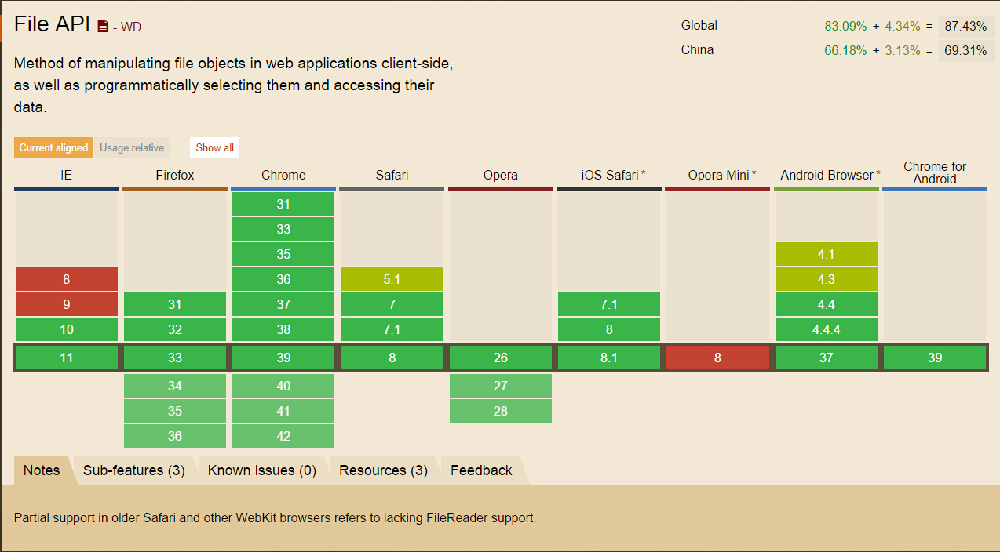 File API - WD
Global 83.09% + 4.34% = 87.43%
China 66.18% + 3.13% = 69.31%
Method of manipulating file objects in web applications client-side,
as well as programmatically selecting them and accessing their
data.
Current aligned Usage relative Show all
IE Firefox Chrome Safari Opera iOS Safari * Opera Mini * Android Browser * Chrome for
Android
31
33
35 4.1
8 36 5.1 4.3
9 31 37 7 7.1 4.4
10 32 38 7.1 8 4.4.4
11 33 39 8 26 8.1 8 37 39
34 40 27
35 41 28
36 42
Notes Sub-features (3) Known issues (0) Resources (3) Feedback
Partial support in older Safari and other WebKit browsers refers to lacking FileReader support.